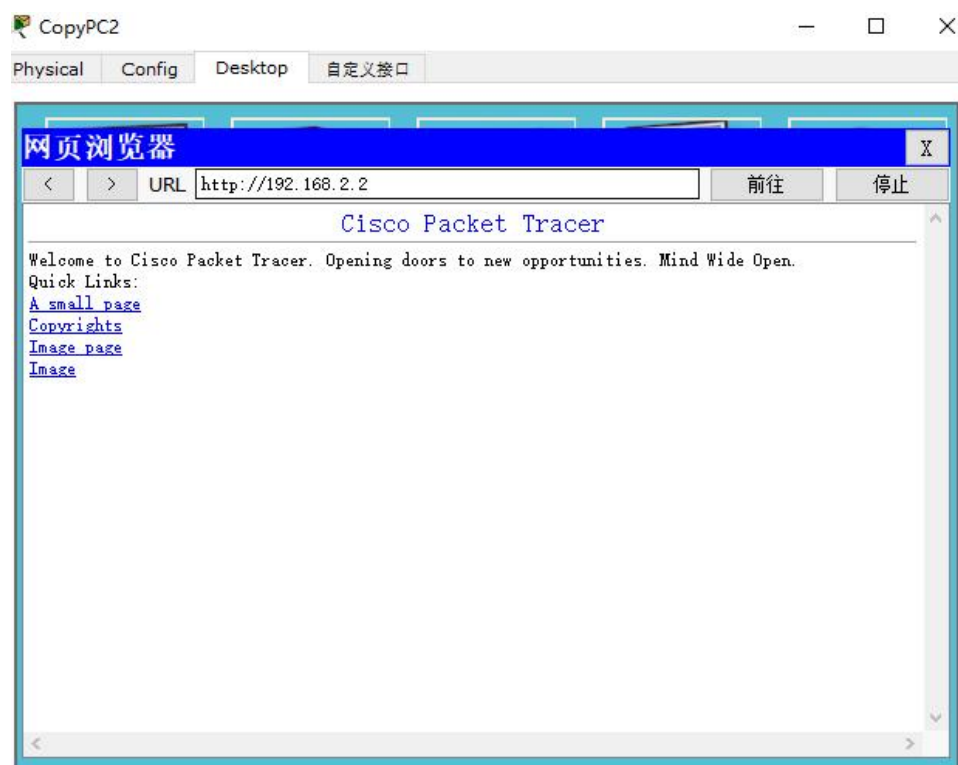 CopyPC2
Physical Config Desktop 自定义接口
网页浏览器 X
< > URL http://192.168.2.2 前往 停止
Cisco Packet Tracer
Welcome to Cisco Packet Tracer. Opening doors to new opportunities. Mind Wide Open.
Quick Links:
A small page
Copyrights
Image page
Image